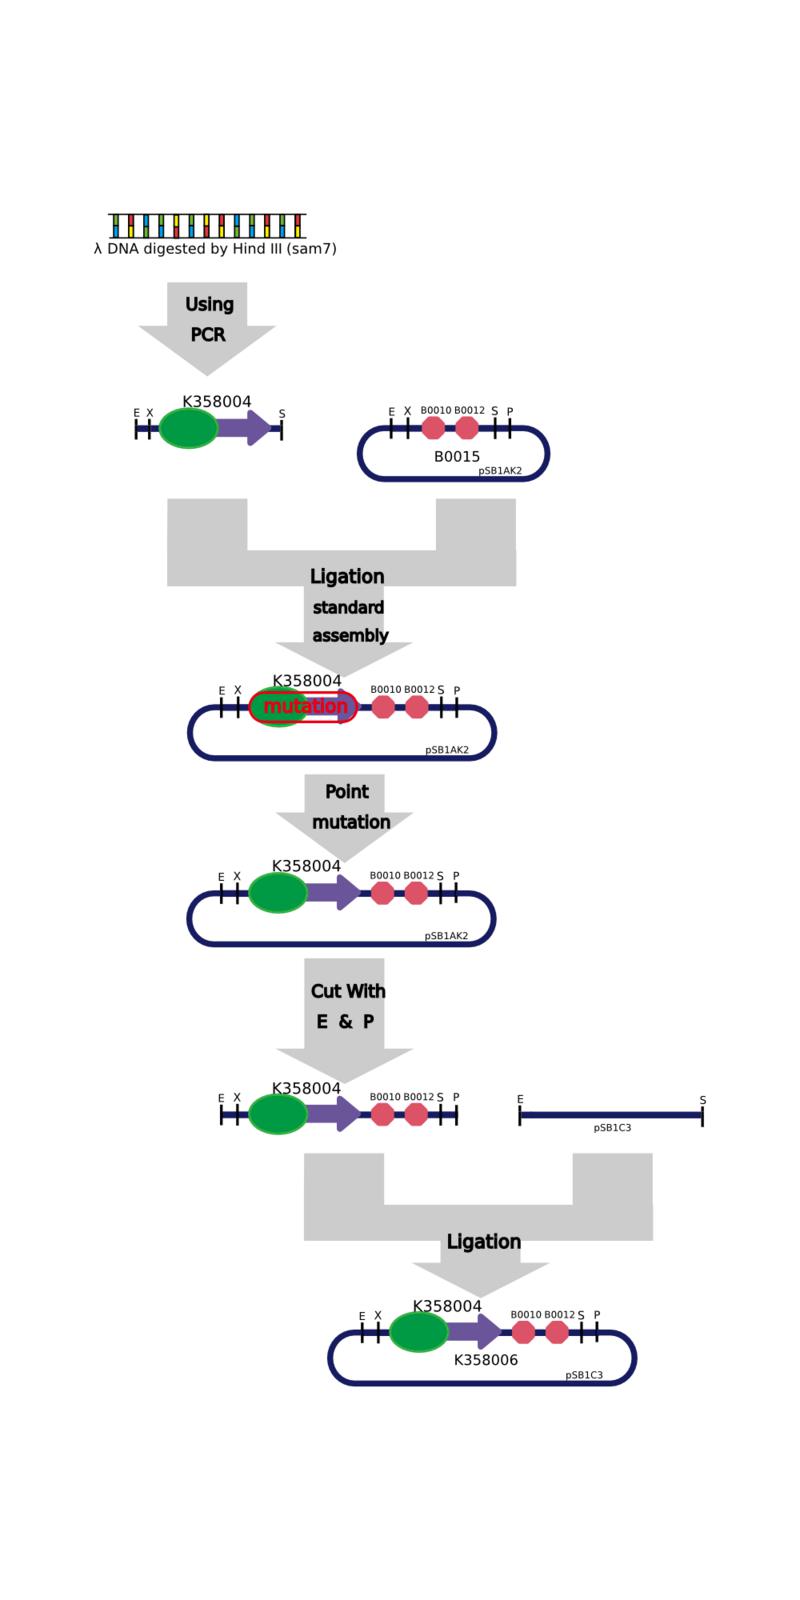 λ DNA digested by Hind III (sam7)
Using
PCR
K358004
E X S
E X B0010 B0012 S P
B0015
pSB1AK2
Ligation
standard
assembly
K358004
E X B0010 B0012 S P
mutation
pSB1AK2
Point
mutation
K358004
E X B0010 B0012 S P
pSB1AK2
Cut With
E & P
K358004
E X B0010 B0012 S P
E S
pSB1C3
Ligation
K358004
E X B0010 B0012 S P
K358006
pSB1C3